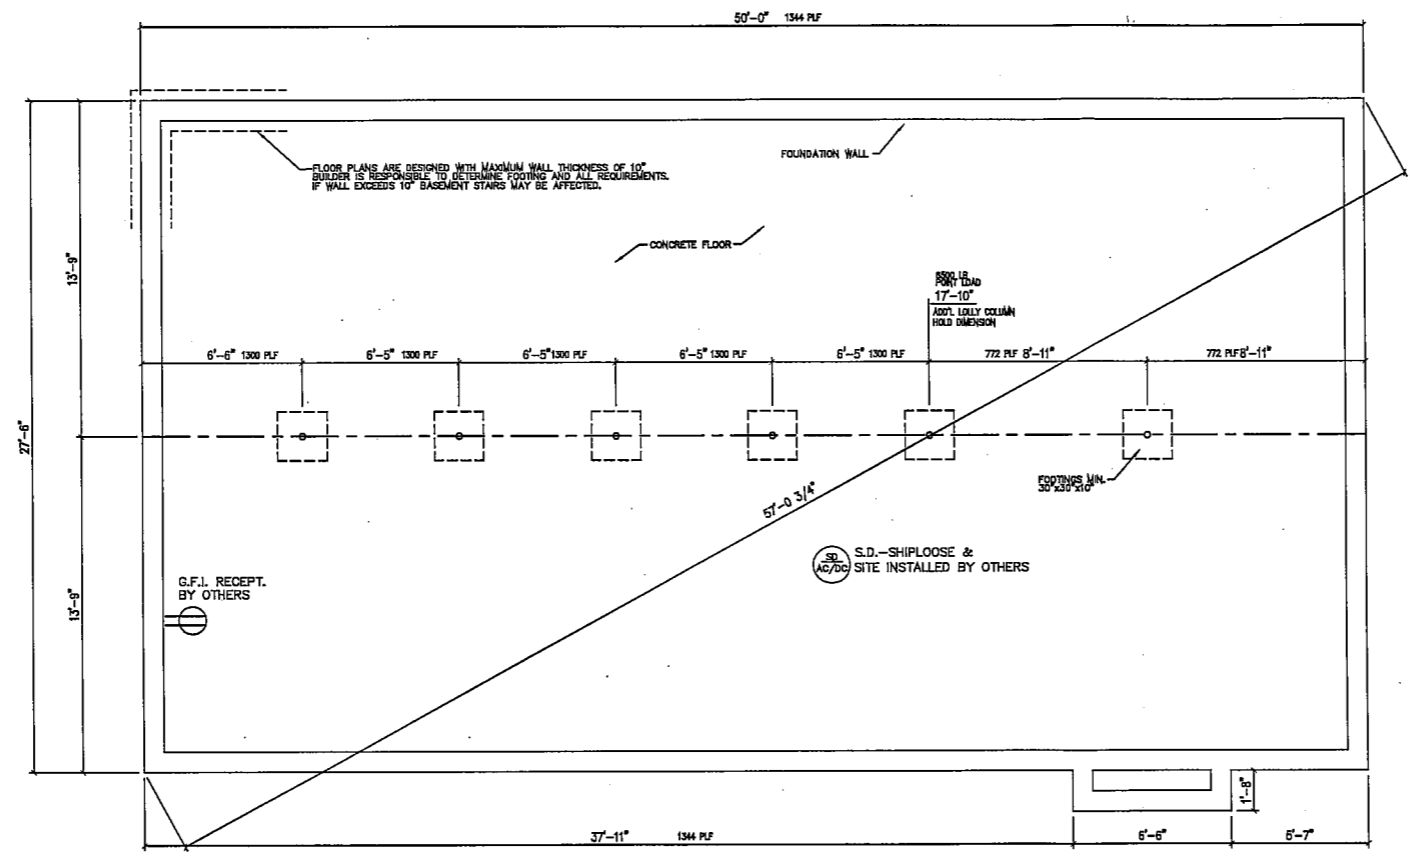 50'-0" 1344 PLF
FOUNDATION WALL
FLOOR PLANS ARE DESIGNED WITH MAXIMUM WALL THICKNESS OF 10"
BUILDER IS RESPONSIBLE TO DETERMINE FOOTING AND ALL REQUIREMENTS.
IF WALL EXCEEDS 10" BASEMENT STAIRS MAY BE AFFECTED.
CONCRETE FLOOR
13'-9"
LB
POINT LOAD
17'-10"
ADD'L LOLLY COLUMN
HOLD DIMENSION
6'-6" 1300 PLF
6'-5" 1300 PLF
6'-5" 1300 PLF
6'-5" 1300 PLF
6'-5" 1300 PLF
772 PLF 8'-11"
772 PLF 8'-11"
27'-6"
FOOTINGS MIN.
30"x30"x10"
57'-0 3/4"
SD
AC/DC
S.D.-SHIPLOOSE &
SITE INSTALLED BY OTHERS
G.F.I. RECEPT.
BY OTHERS
13'-9"
1'-8"
37'-11" 1344 PLF
6'-6"
5'-7"